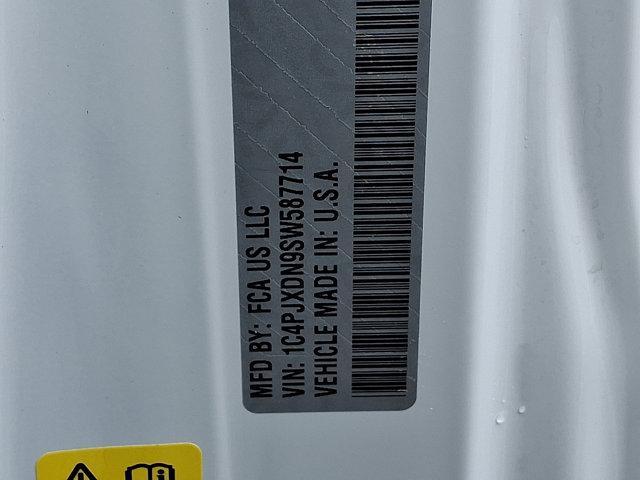 MFD BY: FCA US LLC
VIN: 1C4PJXDN9SW587714
VEHICLE MADE IN: U.S.A.